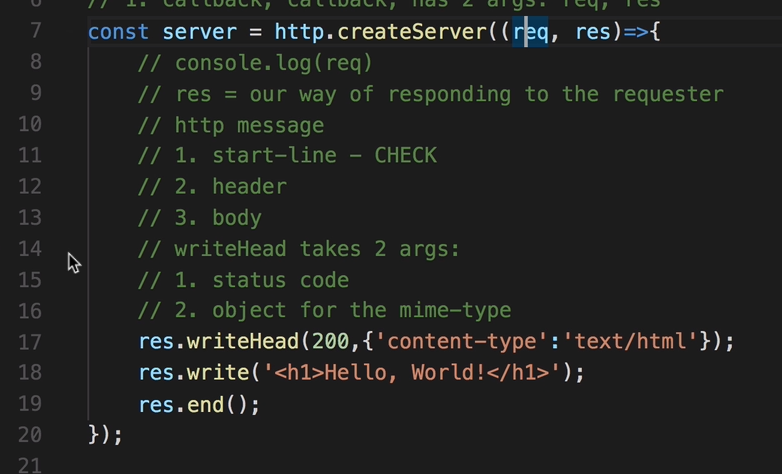 6 // 1. callback, callback, has 2 args: req, res
7 const server = http.createServer((req, res)=>{
8 // console.log(req)
9 // res = our way of responding to the requester
10 // http message
11 // 1. start-line - CHECK
12 // 2. header
13 // 3. body
14 // writeHead takes 2 args:
15 // 1. status code
16 // 2. object for the mime-type
17 res.writeHead(200,{'content-type':'text/html'});
18 res.write('<h1>Hello, World!</h1>');
19 res.end();
20 });
21